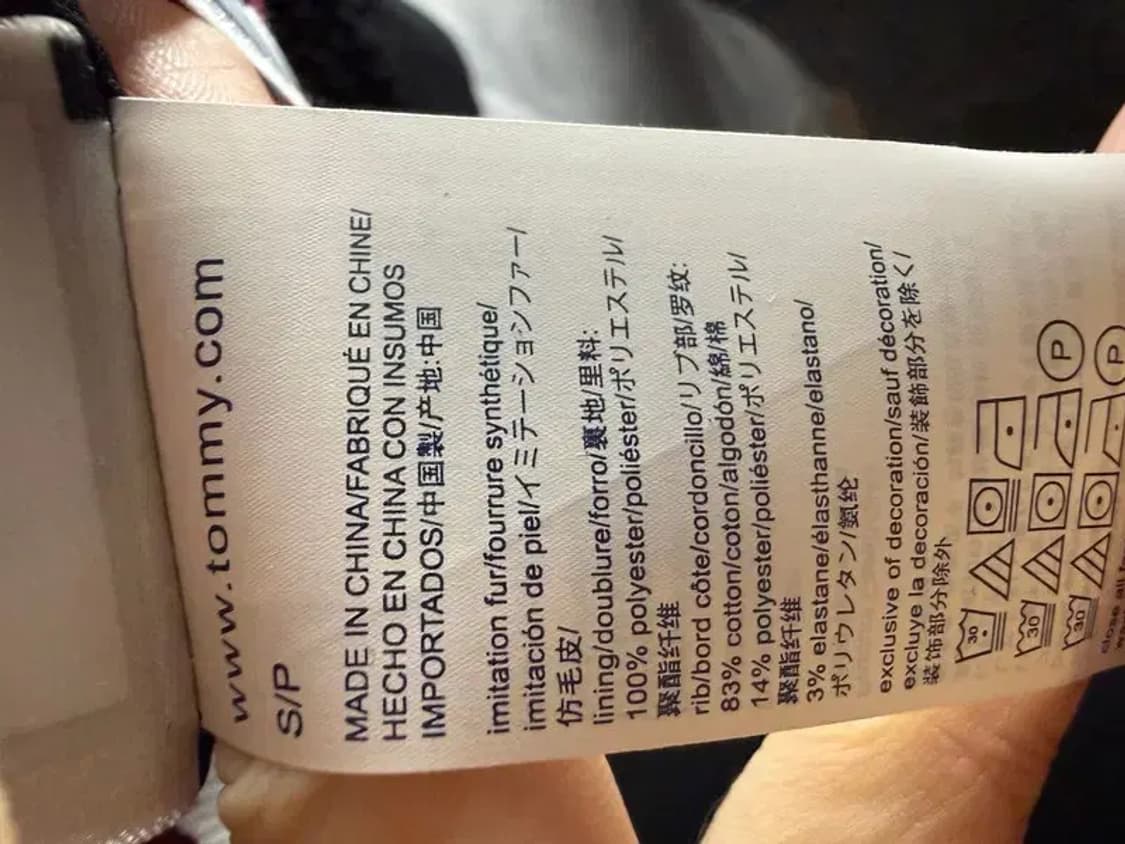 www.tommy.com
S/P
MADE IN CHINA/FABRIQUÉ EN CHINE/
HECHO EN CHINA CON INSUMOS
IMPORTADOS/中国製/产地:中国
imitation fur/fourrure synthétique/
imitación de piel/イミテーションファー/
仿毛皮/
lining/doublure/forro/裏地/里料:
100% polyester/poliéster/ポリエステル/
聚酯纤维
rib/bord côte/cordoncillo/リブ部/罗纹:
83% cotton/coton/algodón/綿/棉
14% polyester/poliéster/ポリエステル/
聚酯纤维
3% elastane/élasthanne/elastano/
ポリウレタン/氨纶
exclusive of decoration/sauf décoration/
excluye la decoración/装飾部分を除く/
装饰部分除外
30 P
30 P
30
close all